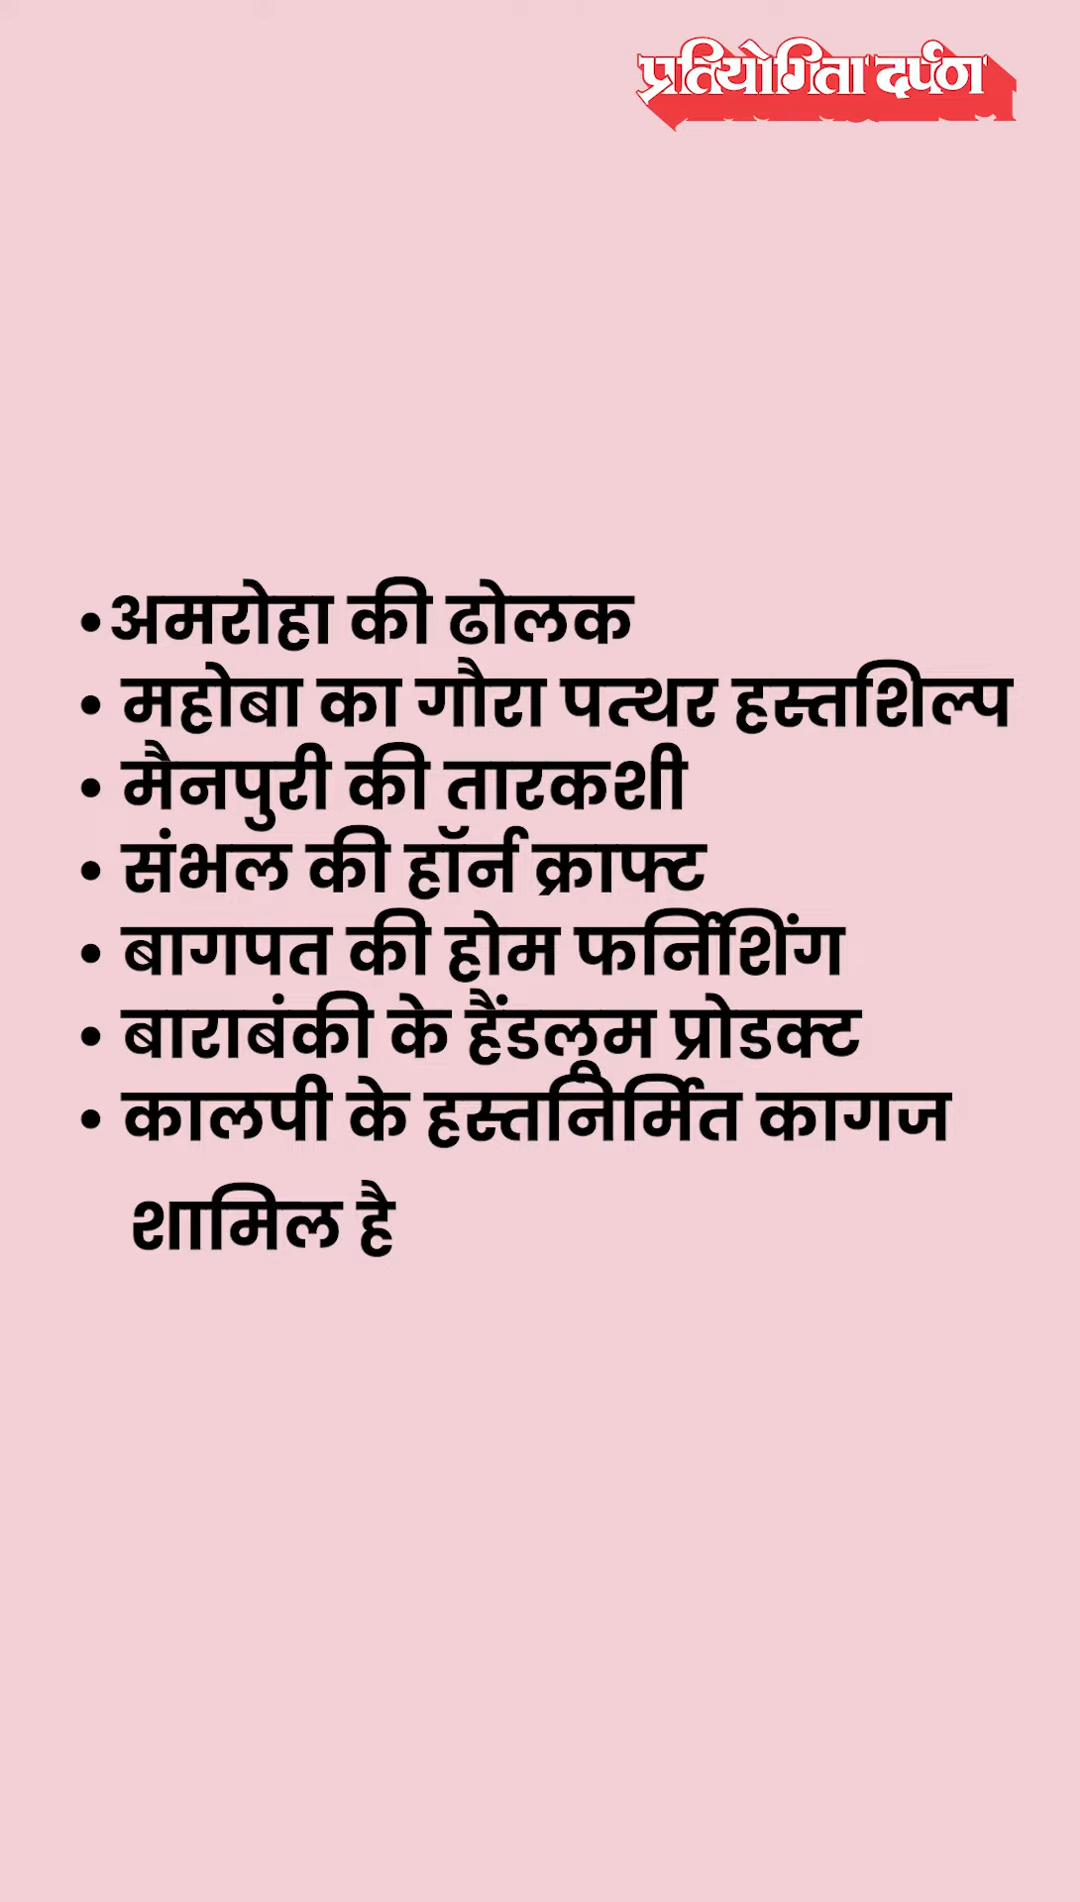 प्रतियोगिता दर्पण
•अमरोहा की ढोलक
• महोबा का गौरा पत्थर हस्तशिल्प
• मैनपुरी की तारकशी
• संभल की हॉर्न क्राफ्ट
• बागपत की होम फर्निशिंग
• बाराबंकी के हैंडलूम प्रोडक्ट
• कालपी के हस्तनिर्मित कागज
शामिल है